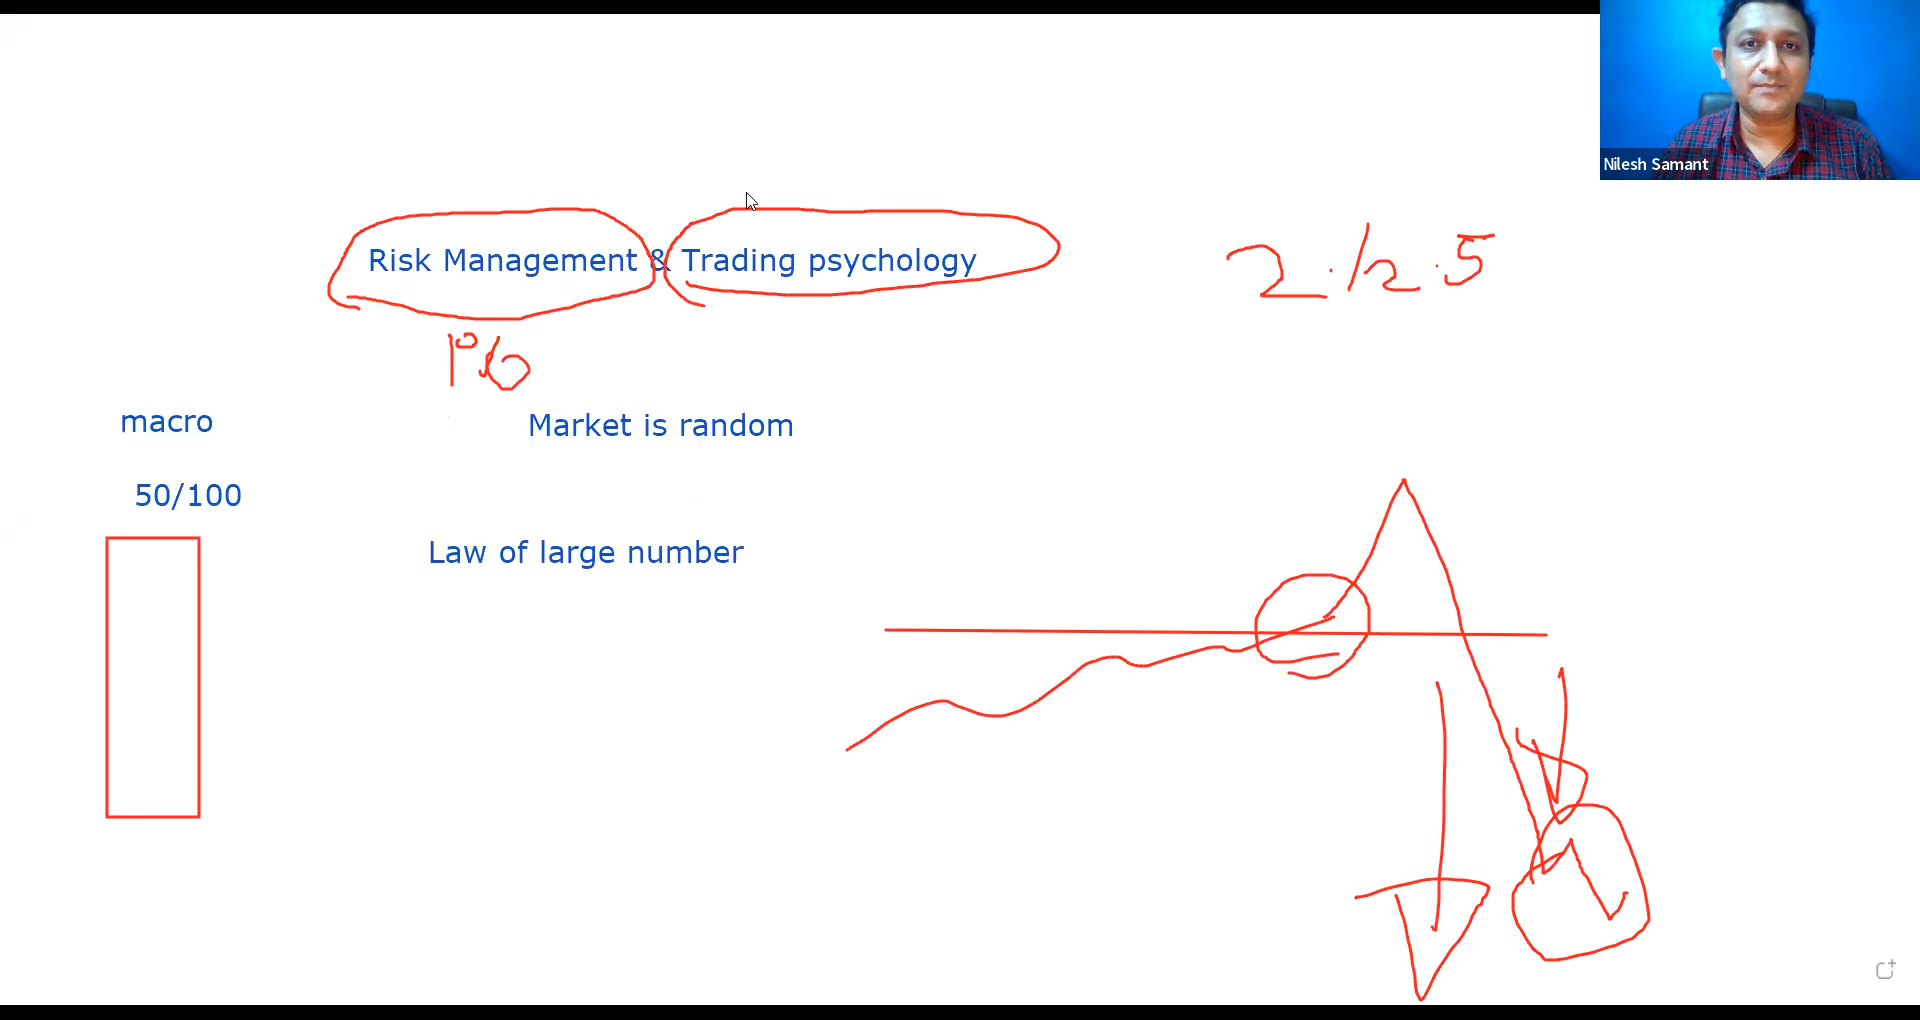 Nilesh Samant
Risk Management & Trading psychology
2./2.5
1%
macro
Market is random
50/100
Law of large number